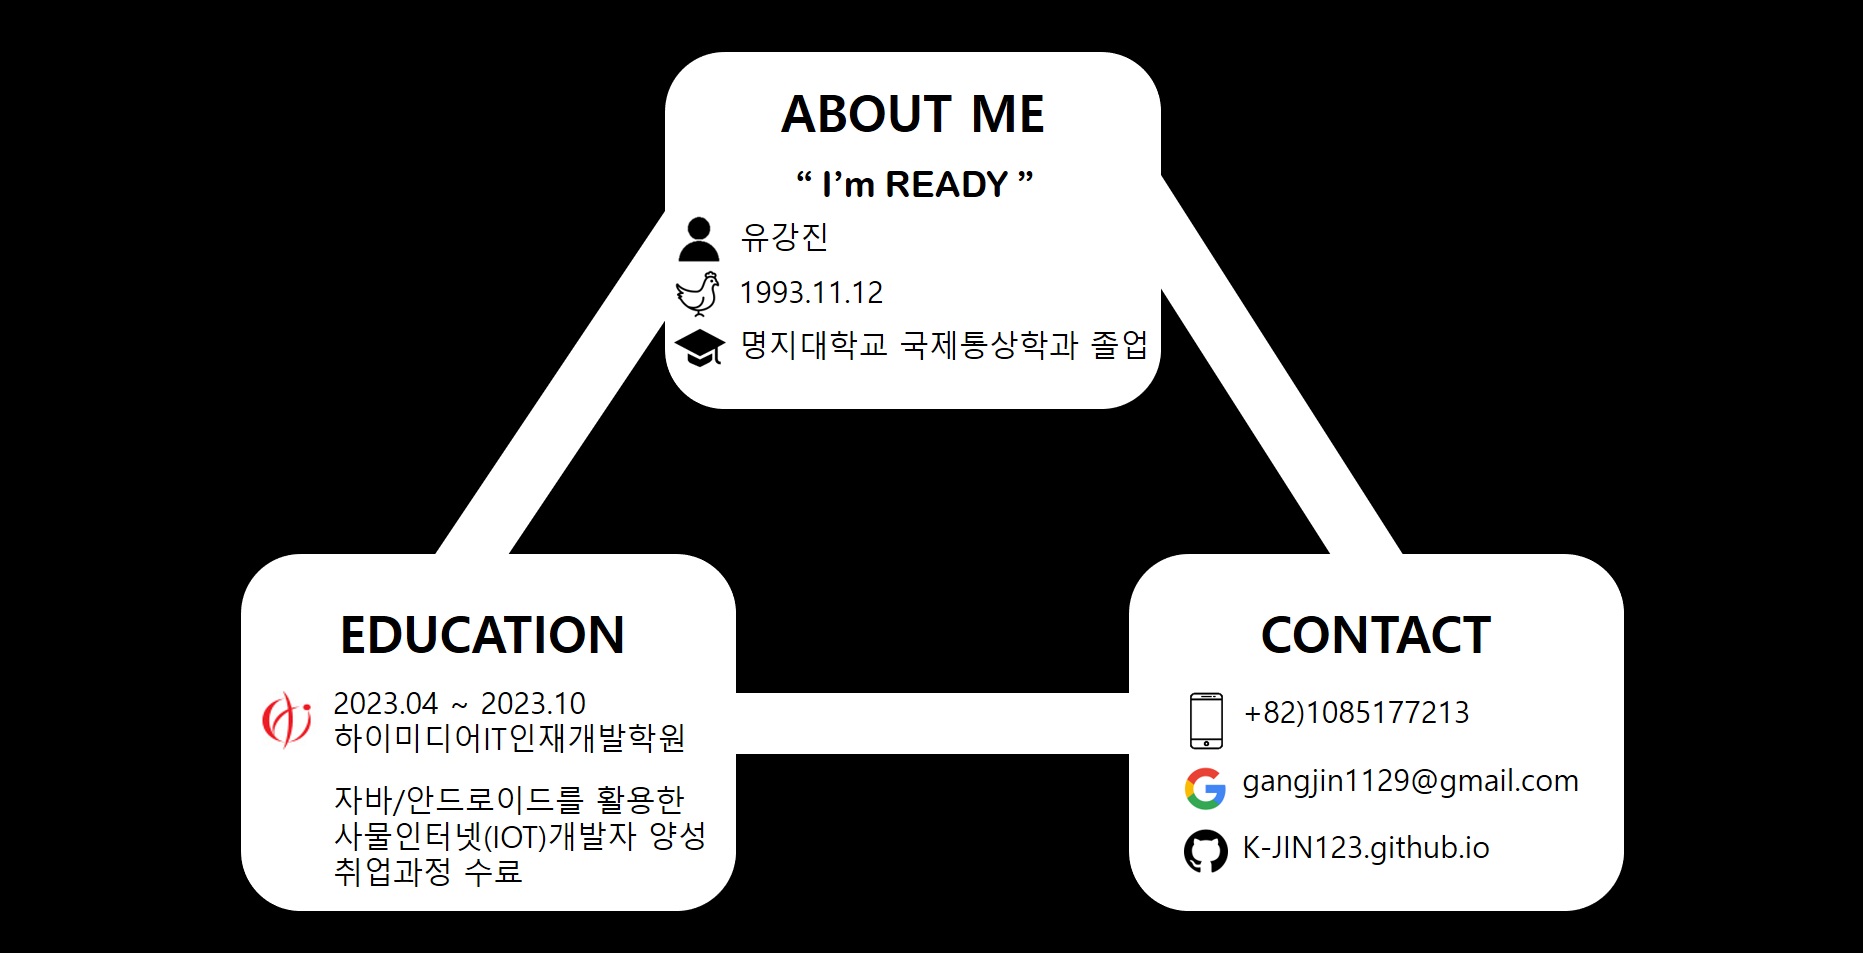 ABOUT ME
“ I’m READY ”
유강진
1993.11.12
명지대학교 국제통상학과 졸업
EDUCATION
2023.04 ~ 2023.10
하이미디어IT인재개발학원
자바/안드로이드를 활용한
사물인터넷(IOT)개발자 양성
취업과정 수료
CONTACT
+82)1085177213
gangjin1129@gmail.com
K-JIN123.github.io